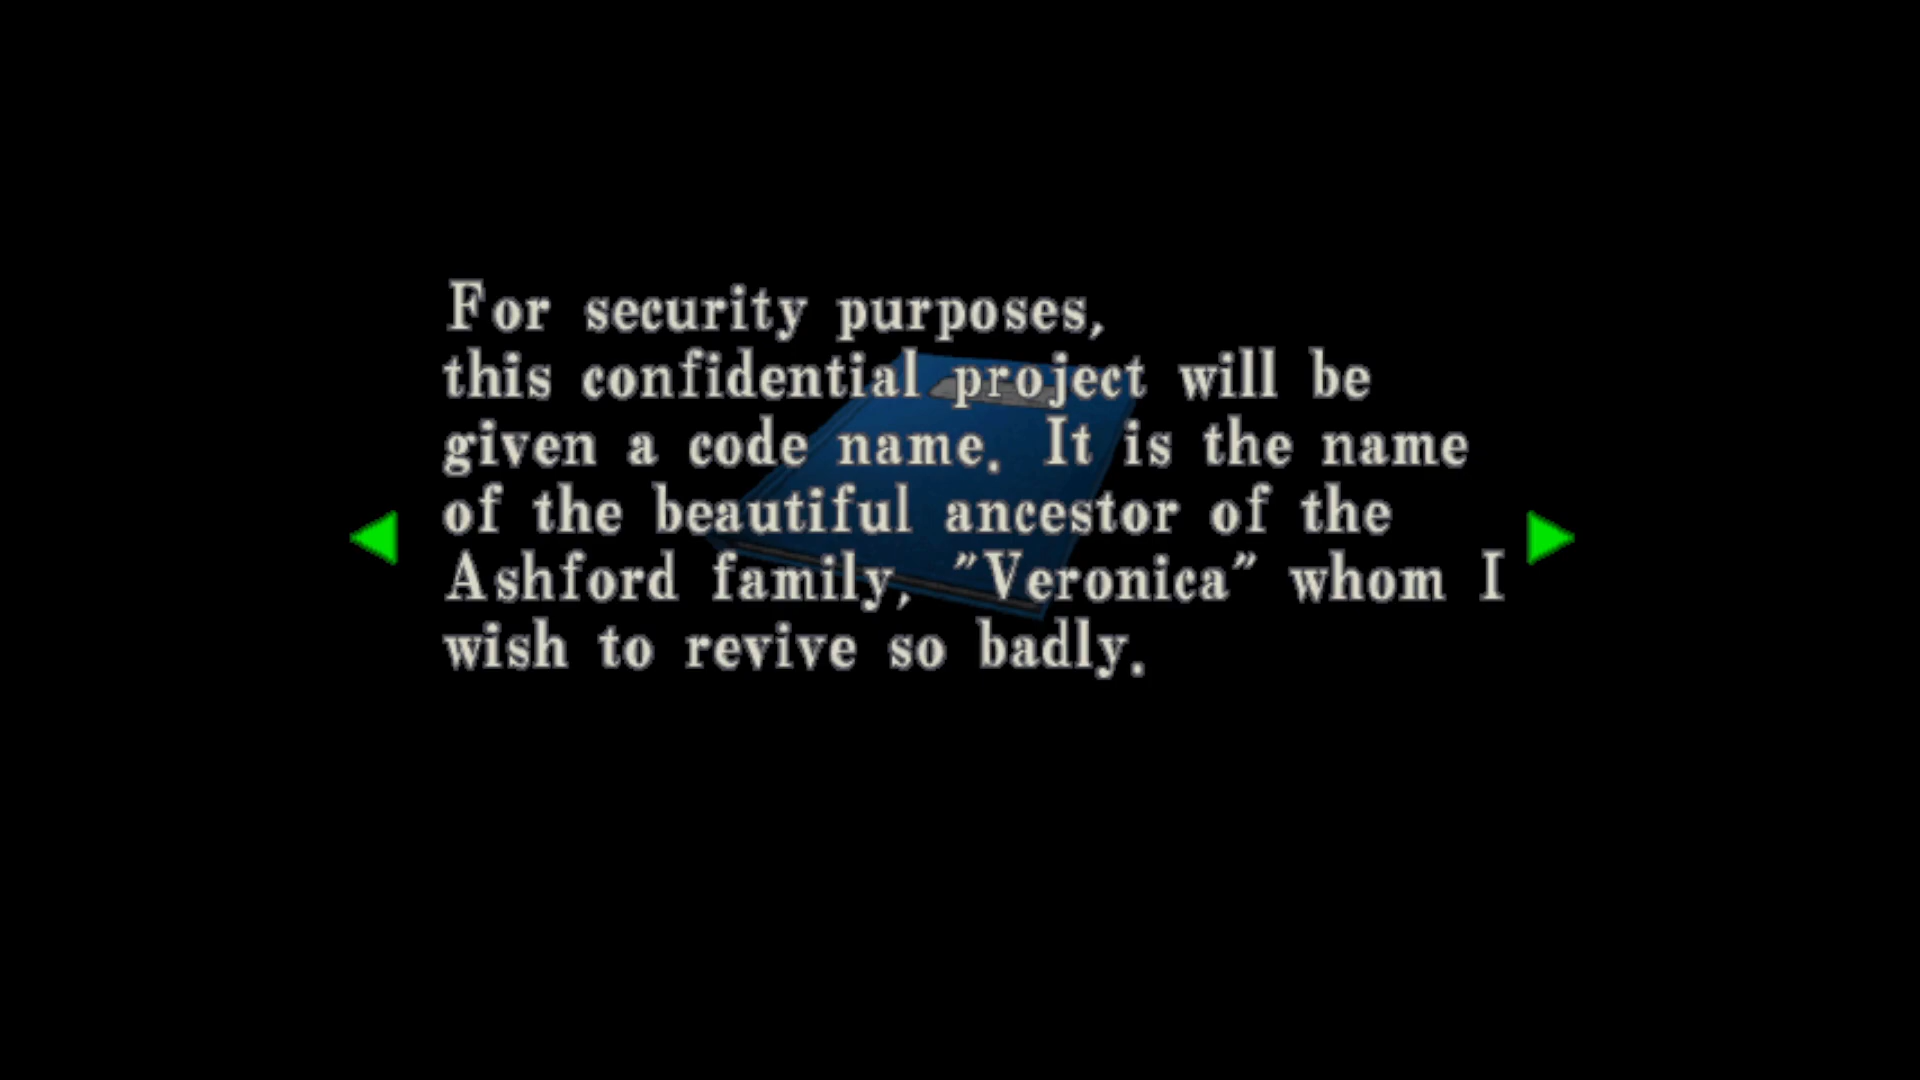 For security purposes,
this confidential project will be
given a code name. It is the name
of the beautiful ancestor of the
Ashford family, "Veronica" whom I
wish to revive so badly.